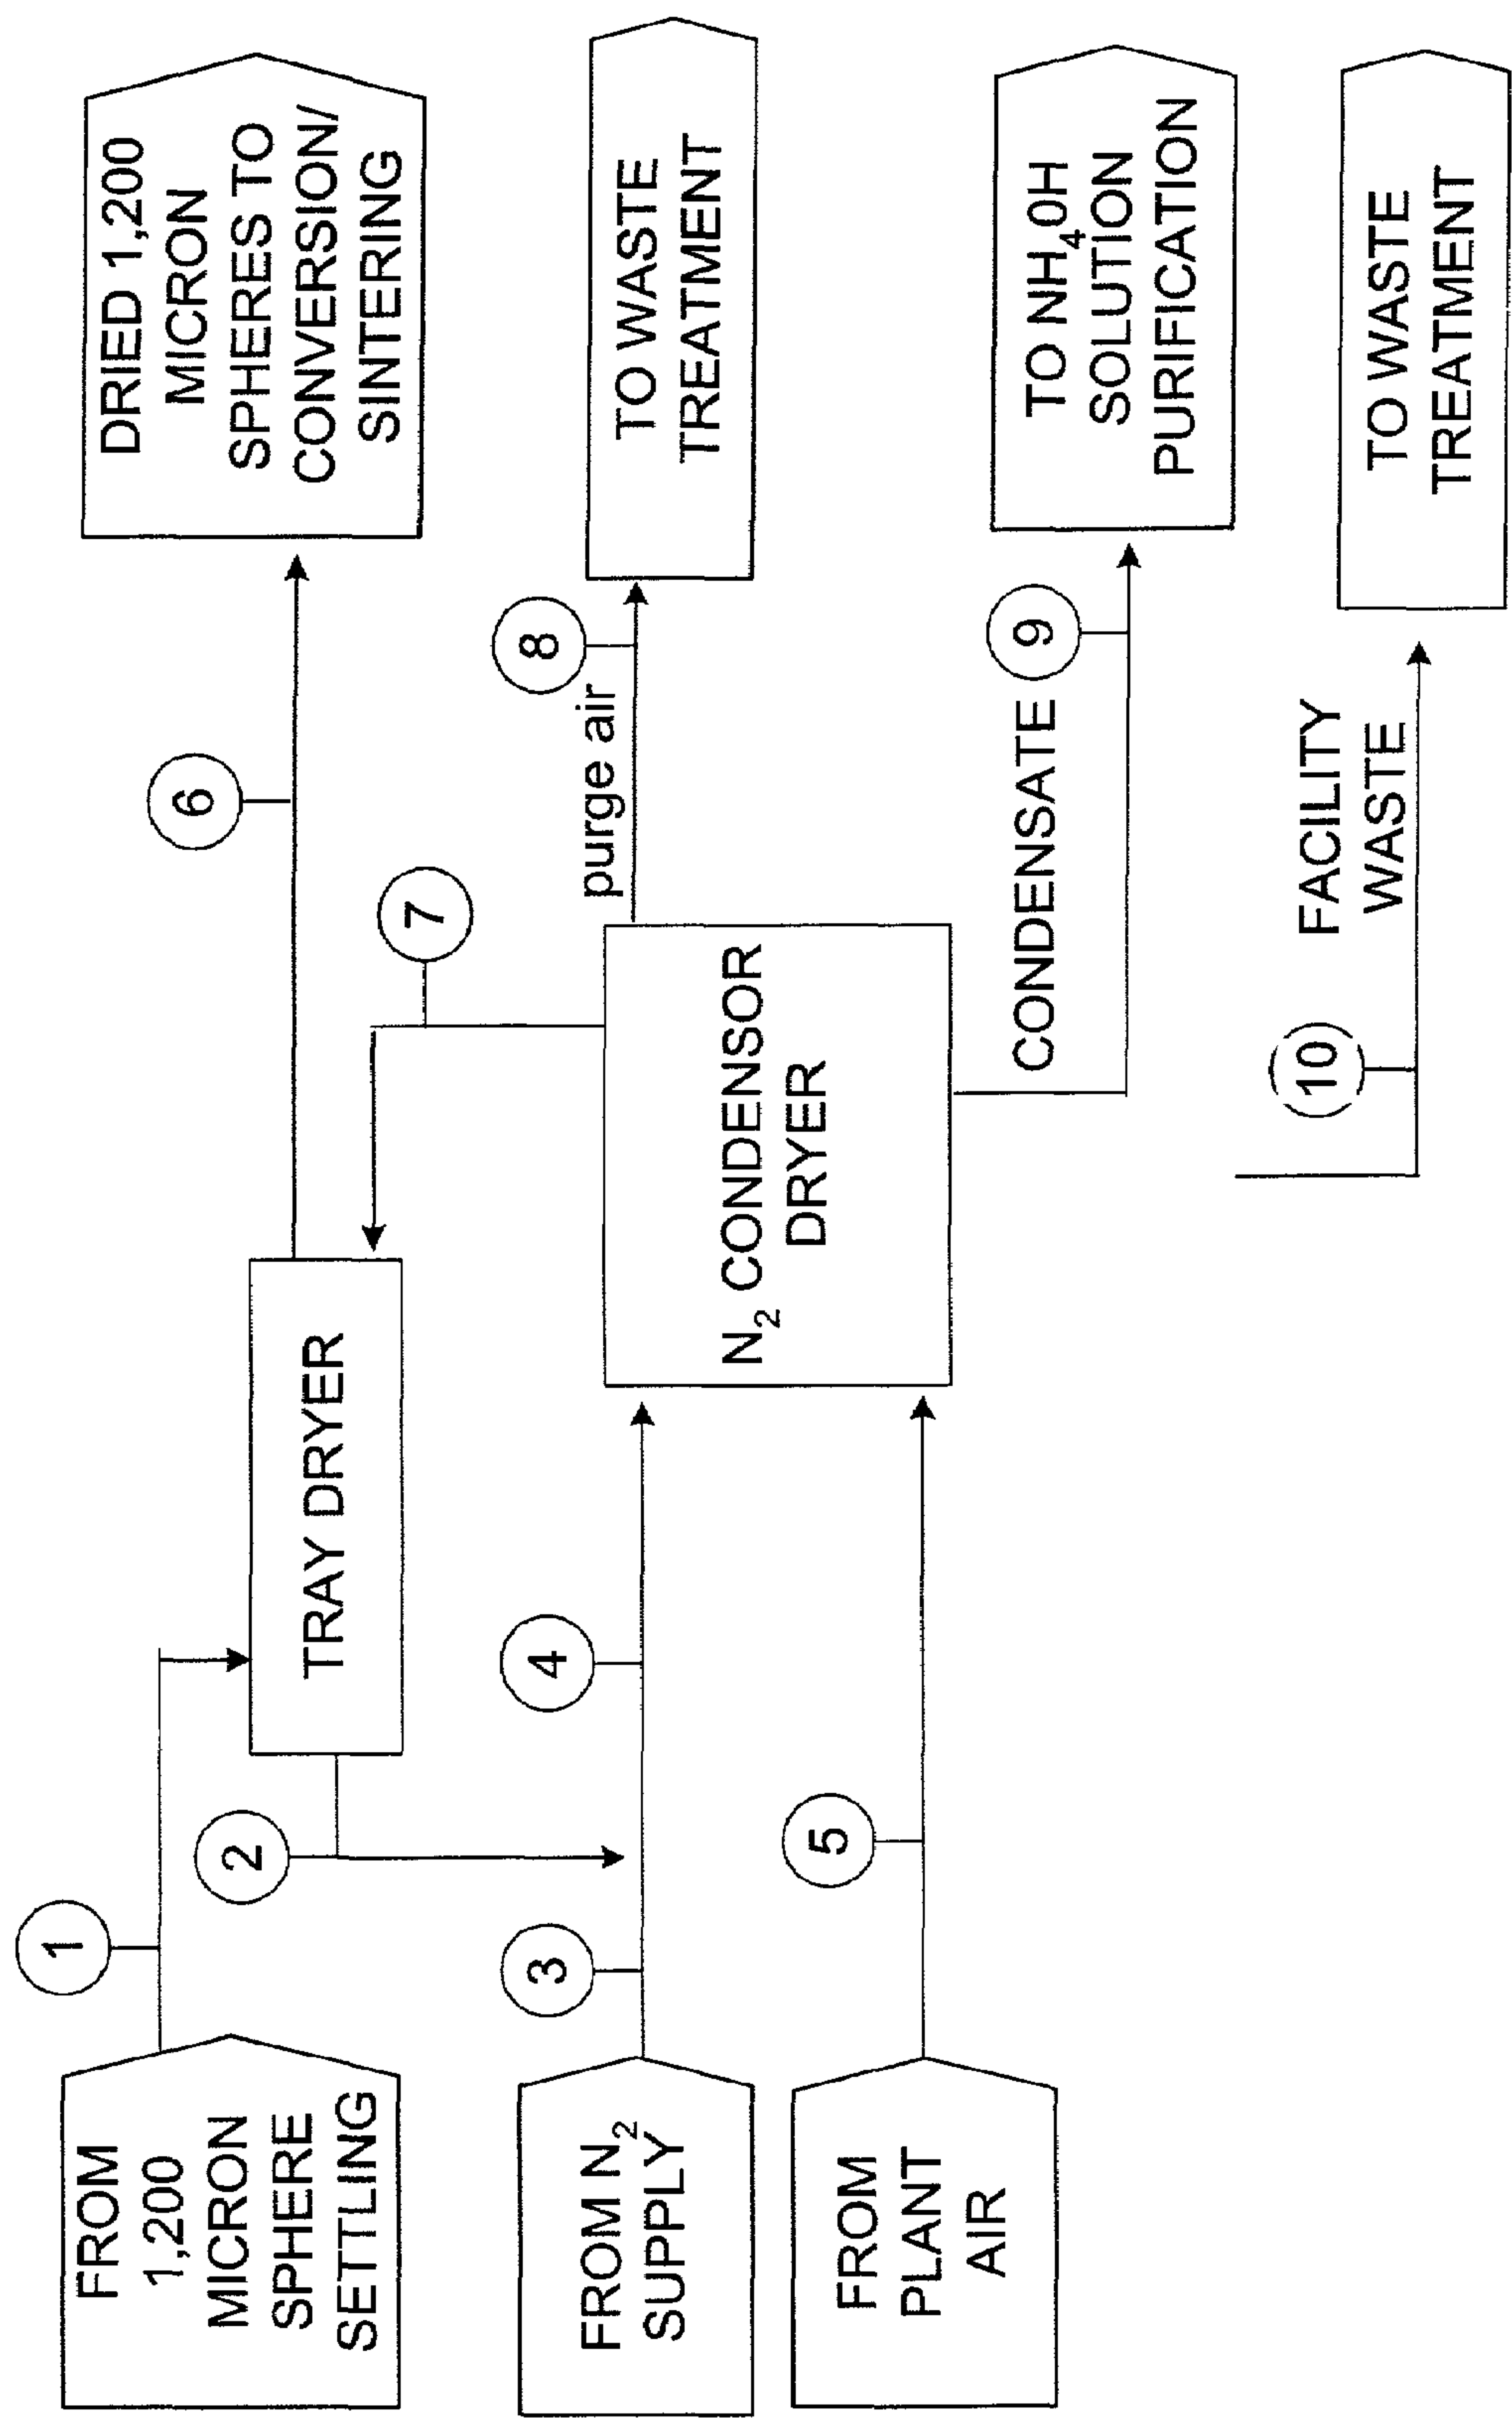 1
FROM
1,200
MICRON
SPHERE
SETTLING
2
TRAY DRYER
6
DRIED 1,200
MICRON
SPHERES TO
CONVERSION/
SINTERING
3
FROM N₂
SUPPLY
4
7
8
purge air
TO WASTE
TREATMENT
5
FROM
PLANT
AIR
N₂ CONDENSOR
DRYER
CONDENSATE
9
TO NH₄OH
SOLUTION
PURIFICATION
10
FACILITY
WASTE
TO WASTE
TREATMENT